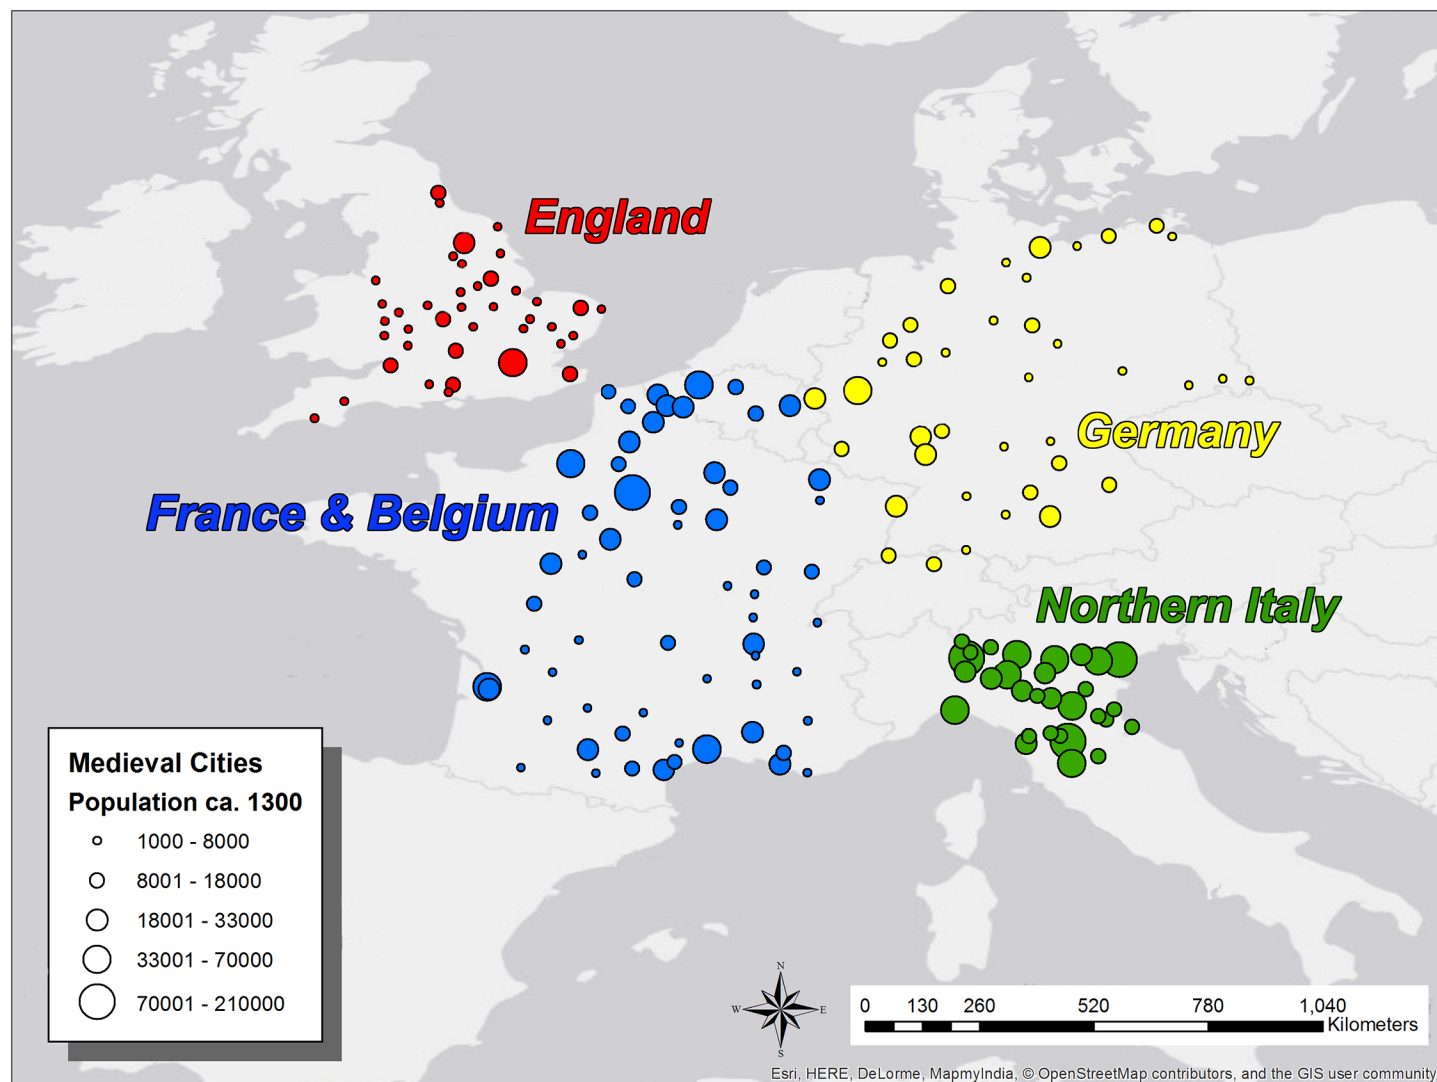 England
Germany
France & Belgium
Northern Italy
Medieval Cities
Population ca. 1300
1000 - 8000
8001 - 18000
18001 - 33000
33001 - 70000
70001 - 210000
N
W
E
S
0 130 260 520 780 1,040
Kilometers
Esri, HERE, DeLorme, MapmyIndia, © OpenStreetMap contributors, and the GIS user community